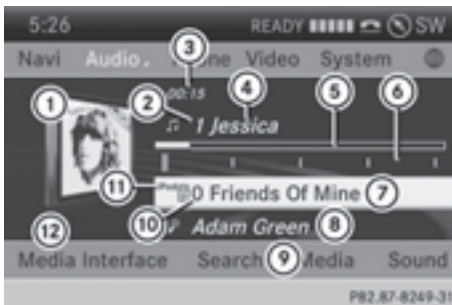 5:26 READY SW
Navi Audio Video System
3
00:15
1 2 4 5 6
1 Jessica
11 0 Friends Of Mine 7
10 Adam Green 8
12
Media Interface Search 9 Media Sound
P82.87-8249-31